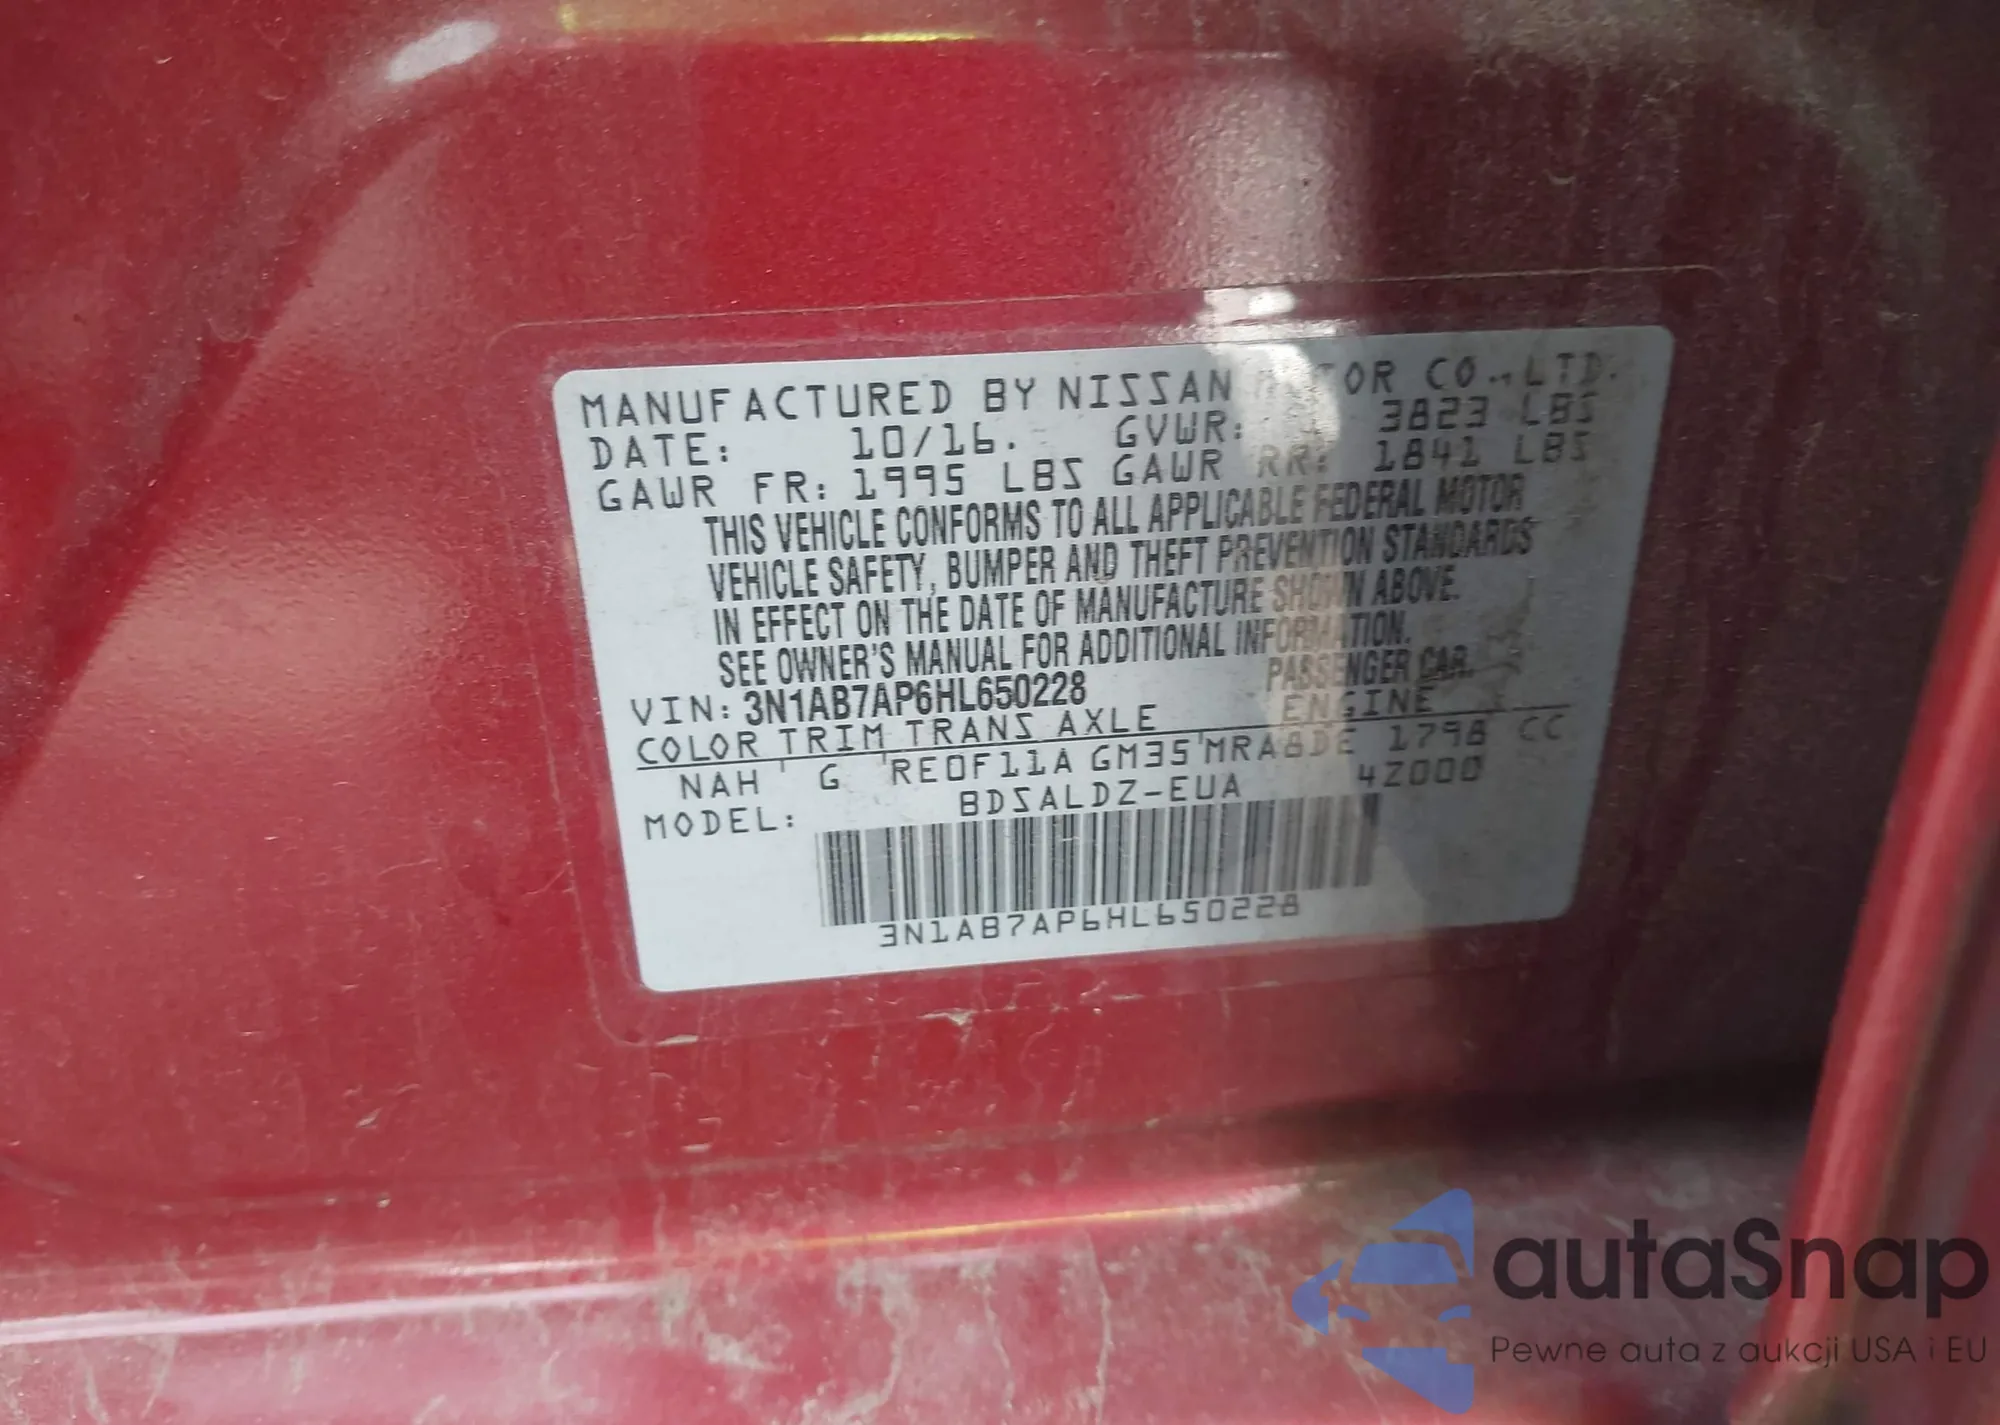 MANUFACTURED BY NISSAN MOTOR CO., LTD.
DATE: 10/16. GVWR: 3823 LBS
GAWR FR: 1995 LBS GAWR RR: 1841 LBS
THIS VEHICLE CONFORMS TO ALL APPLICABLE FEDERAL MOTOR
VEHICLE SAFETY, BUMPER AND THEFT PREVENTION STANDARDS
IN EFFECT ON THE DATE OF MANUFACTURE SHOWN ABOVE.
SEE OWNER'S MANUAL FOR ADDITIONAL INFORMATION.
VIN: 3N1AB7AP6HL650228 PASSENGER CAR.
COLOR TRIM TRANS AXLE ENGINE
NAH G RE0F11A GM35 MRA8DE 1798 CC
MODEL: BDSALDZ-EUA 4Z000
3N1AB7AP6HL650228
autaSnap
Pewne auta z aukcji USA i EU